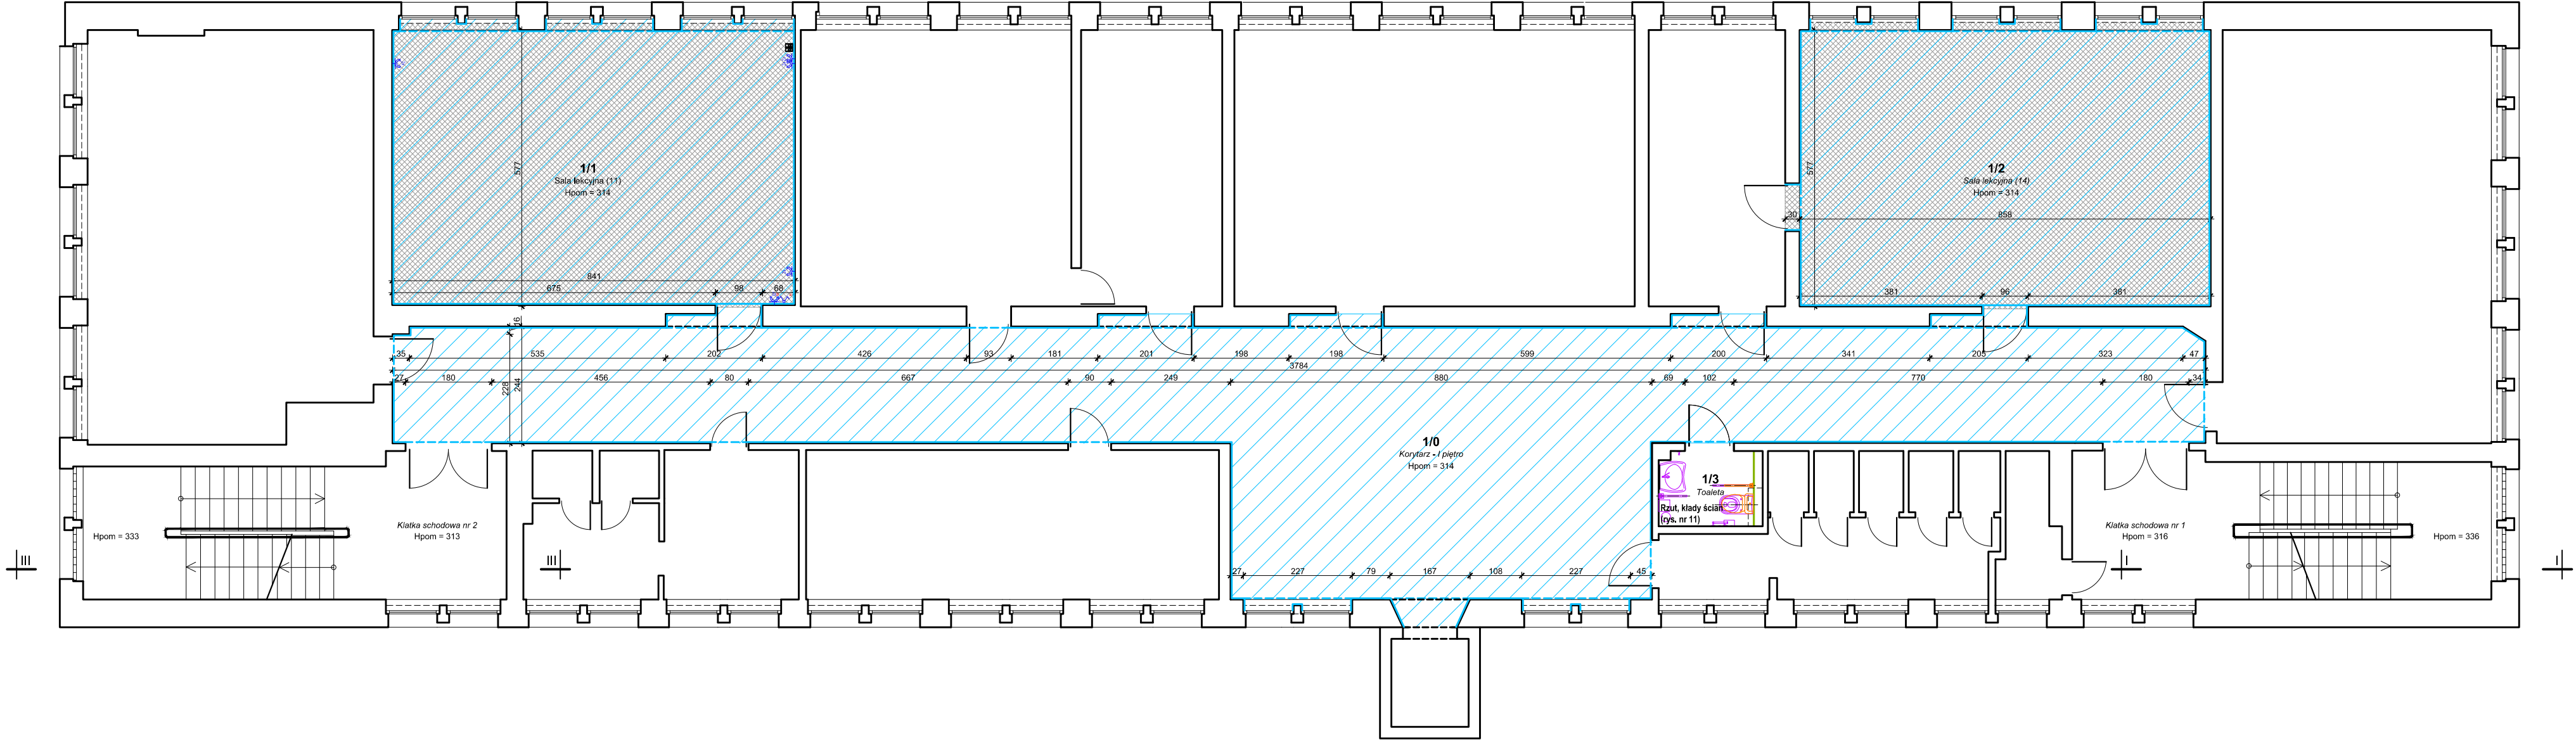 1/1
Sala lekcyjna (11)
Hpom = 314
577
841
675
98
68
1/2
Sala lekcyjna (14)
Hpom = 314
577
30
858
381
96
381
16
35
535
202
426
93
181
201
198
198
599
200
341
205
323
47
3784
27
180
228
244
456
80
667
90
249
880
69
102
770
180
34
1/0
Korytarz - I piętro
Hpom = 314
1/3
Toaleta
Rzut, kłady ścian
(rys. nr 11)
Klatka schodowa nr 2
Hpom = 313
Hpom = 333
Klatka schodowa nr 1
Hpom = 316
Hpom = 336
III
III
I
I
27
227
79
167
108
227
45